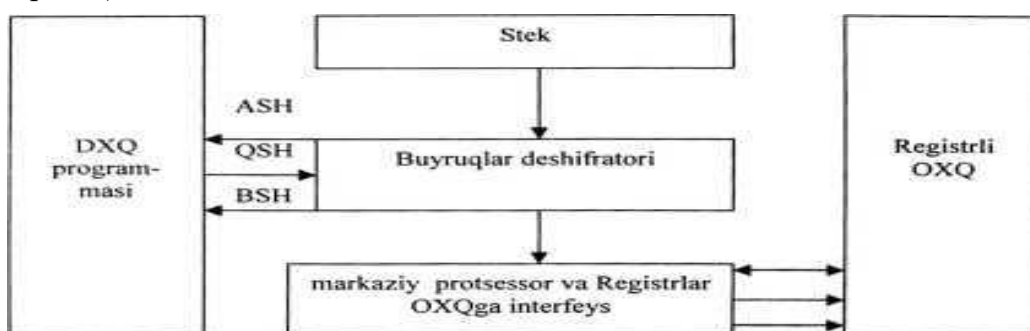 Stek
ASH
DXQ
program-
masi
QSH
BSH
Buyruqlar deshifratori
Registrli
OXQ
markaziy protsessor va Registrlar
OXQga interfeys